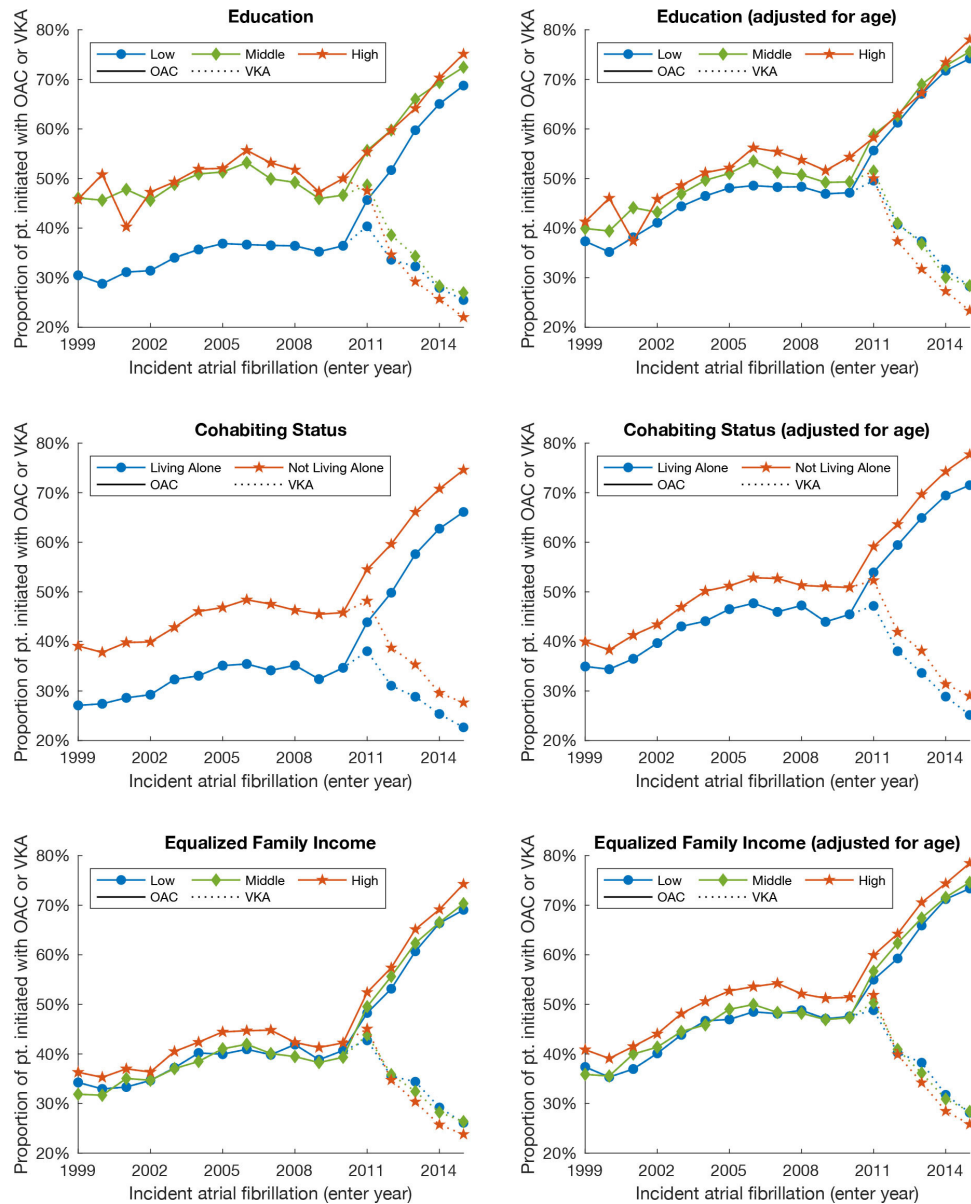 Education
Proportion of pt. initiated with OAC or VKA
80%
70%
60%
50%
40%
30%
20%
Low Middle High
OAC VKA
1999 2002 2005 2008 2011 2014
Incident atrial fibrillation (enter year)
Education (adjusted for age)
Proportion of pt. initiated with OAC or VKA
80%
70%
60%
50%
40%
30%
20%
Low Middle High
OAC VKA
1999 2002 2005 2008 2011 2014
Incident atrial fibrillation (enter year)
Cohabiting Status
Proportion of pt. initiated with OAC or VKA
80%
70%
60%
50%
40%
30%
20%
Living Alone Not Living Alone
OAC VKA
1999 2002 2005 2008 2011 2014
Incident atrial fibrillation (enter year)
Cohabiting Status (adjusted for age)
Proportion of pt. initiated with OAC or VKA
80%
70%
60%
50%
40%
30%
20%
Living Alone Not Living Alone
OAC VKA
1999 2002 2005 2008 2011 2014
Incident atrial fibrillation (enter year)
Equalized Family Income
Proportion of pt. initiated with OAC or VKA
80%
70%
60%
50%
40%
30%
20%
Low Middle High
OAC VKA
1999 2002 2005 2008 2011 2014
Incident atrial fibrillation (enter year)
Equalized Family Income (adjusted for age)
Proportion of pt. initiated with OAC or VKA
80%
70%
60%
50%
40%
30%
20%
Low Middle High
OAC VKA
1999 2002 2005 2008 2011 2014
Incident atrial fibrillation (enter year)